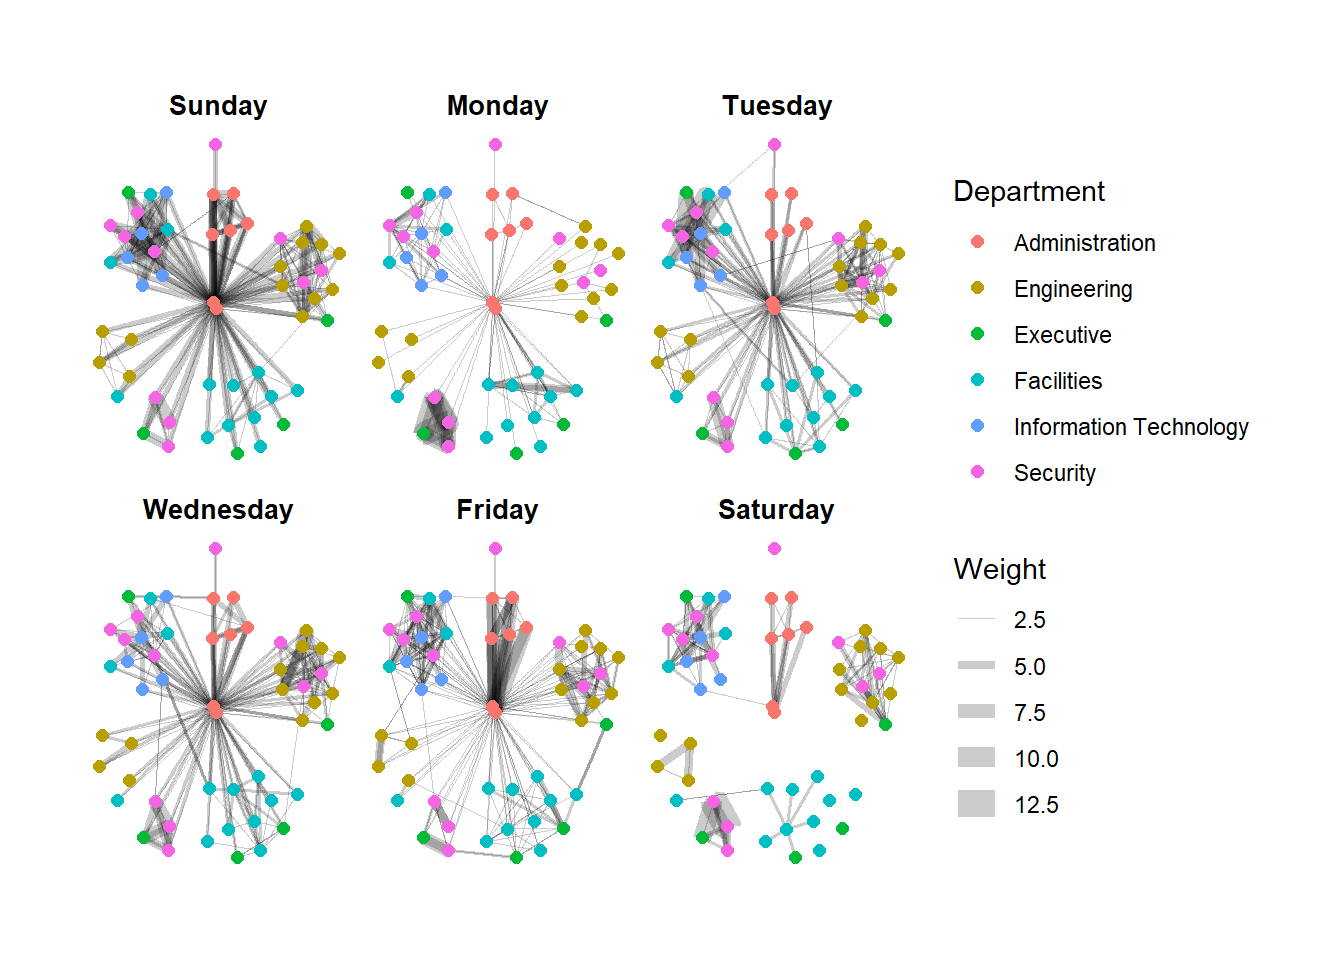 Sunday
Monday
Tuesday
Wednesday
Friday
Saturday
Department
Administration
Engineering
Executive
Facilities
Information Technology
Security
Weight
2.5
5.0
7.5
10.0
12.5